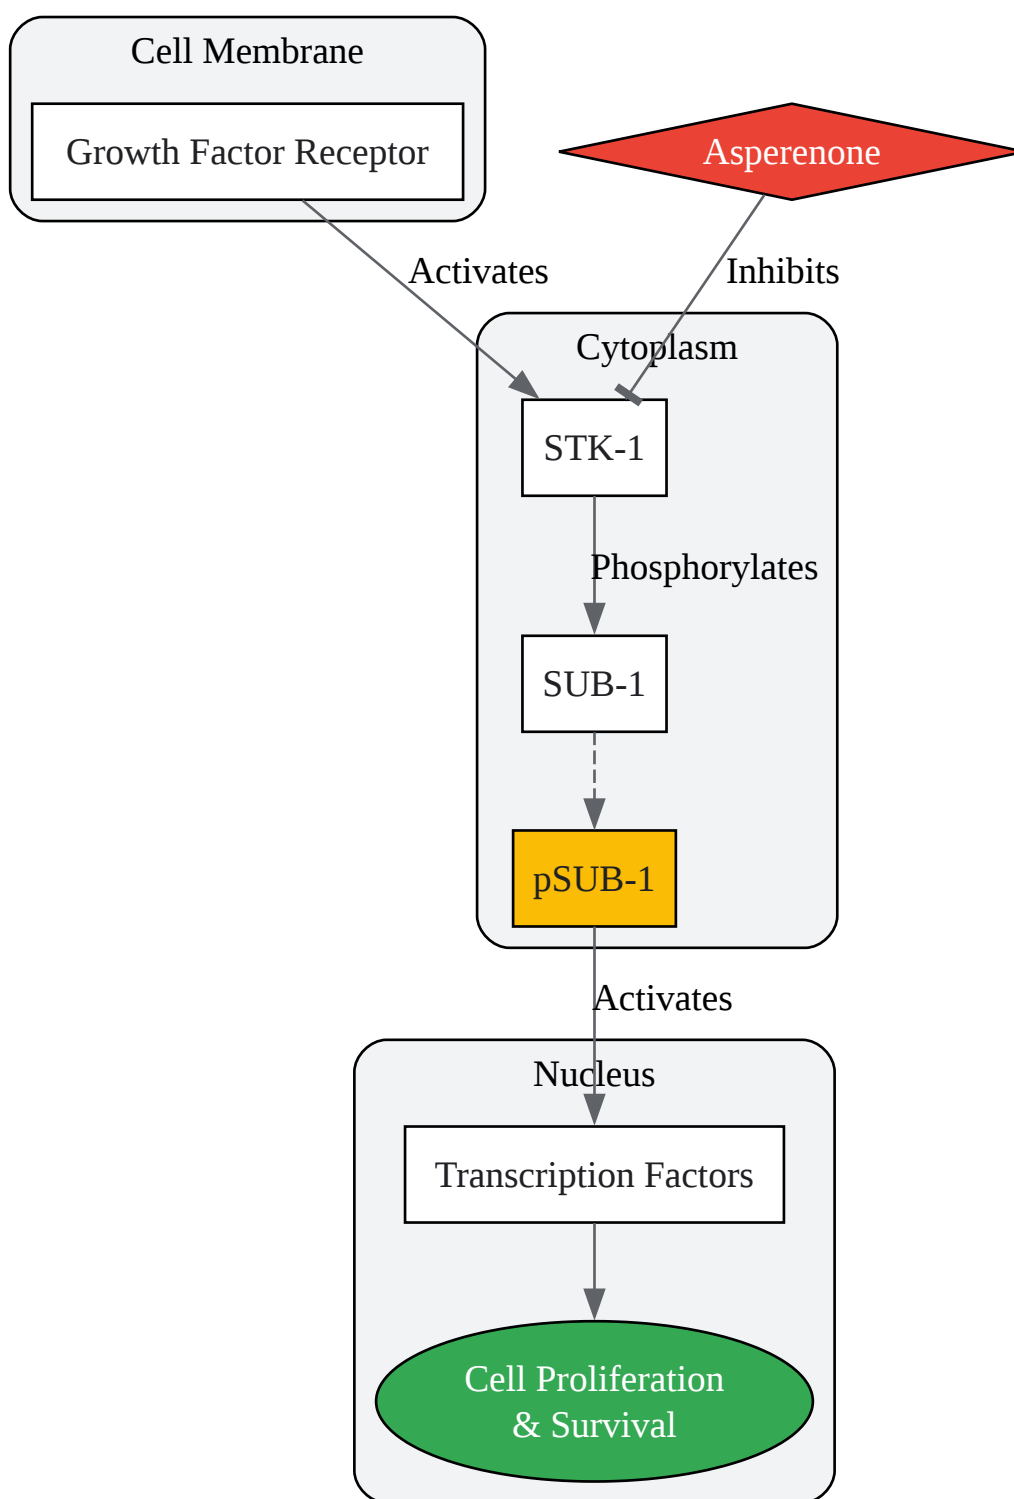 Cell Membrane
Growth Factor Receptor
Asperenone
Activates
Inhibits
Cytoplasm
STK-1
Phosphorylates
SUB-1
pSUB-1
Activates
Nucleus
Transcription Factors
Cell Proliferation
& Survival